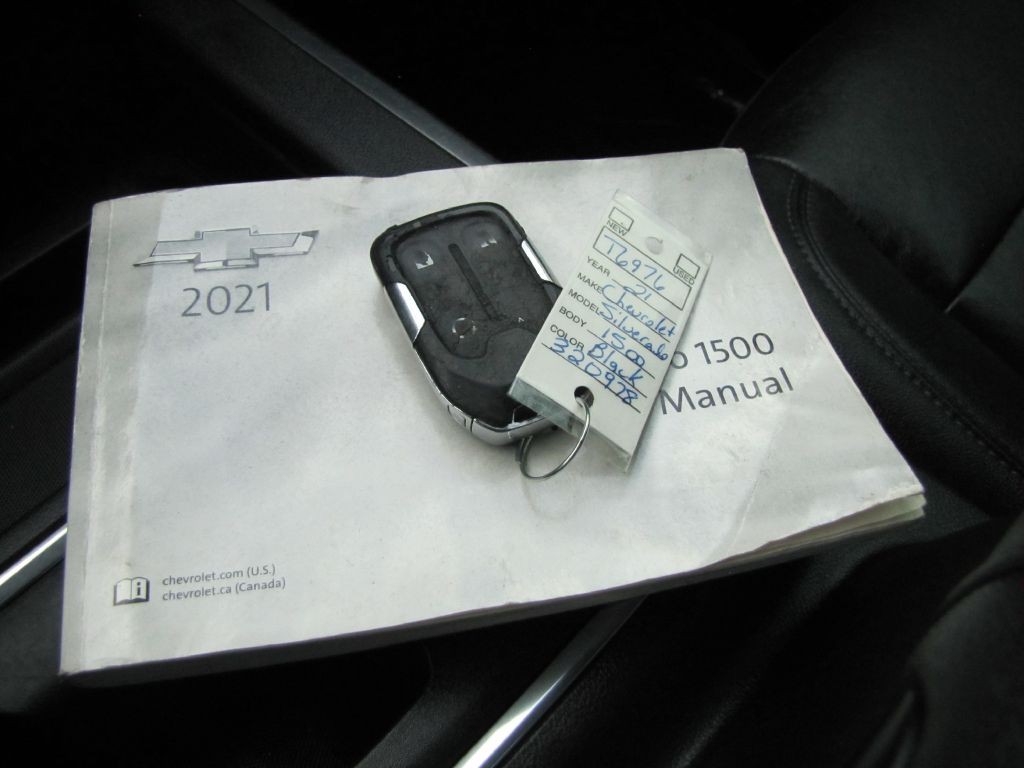 2021
o 1500
Manual
NEW
USED
T6976
YEAR 21
MAKE Chevrolet
MODEL Silverado
BODY 1500
COLOR Black
320978
chevrolet.com (U.S.)
chevrolet.ca (Canada)